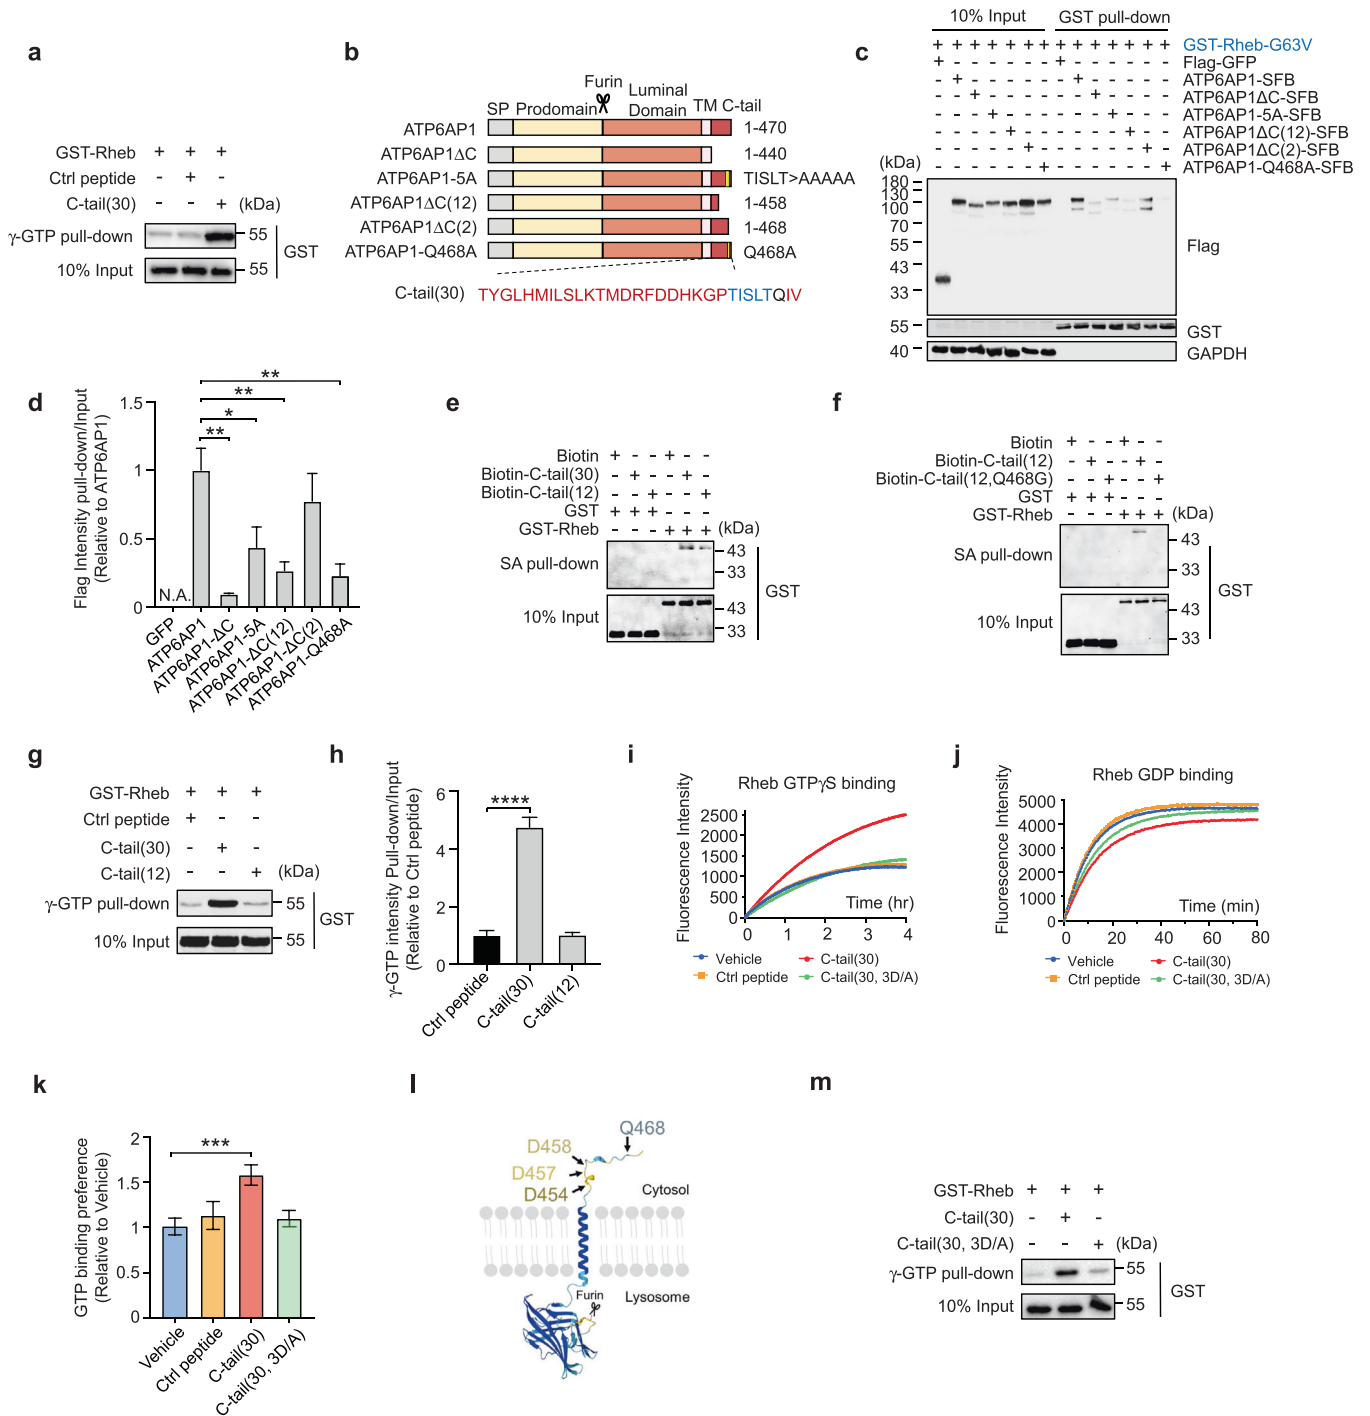 a
GST-Rheb + + +
Ctrl peptide - + -
C-tail(30) - - + (kDa)
γ-GTP pull-down 55
10% Input 55
GST
b
Furin
SP Prodomain Luminal Domain TM C-tail
ATP6AP1 1-470
ATP6AP1ΔC 1-440
ATP6AP1-5A TISLT>AAAAA
ATP6AP1ΔC(12) 1-458
ATP6AP1ΔC(2) 1-468
ATP6AP1-Q468A Q468A
C-tail(30) TYGLHMILSLKTMDRFDDHKGPTISLTQIV
c
10% Input GST pull-down
+ + + + + + + + + + + + + + GST-Rheb-G63V
+ - - - - - - + - - - - - - Flag-GFP
- + - - - - - - + - - - - - ATP6AP1-SFB
- - + - - - - - - + - - - - ATP6AP1ΔC-SFB
- - - + - - - - - - + - - - ATP6AP1-5A-SFB
- - - - + - - - - - - + - - ATP6AP1ΔC(12)-SFB
- - - - - + - - - - - - + - ATP6AP1ΔC(2)-SFB
- - - - - - + - - - - - - + ATP6AP1-Q468A-SFB
(kDa)
180
130
100
70
55
43
33
Flag
55 GST
40 GAPDH
d
Flag Intensity pull-down/Input
(Relative to ATP6AP1)
1.5
1
0.5
0
**
**
*
**
N.A.
GFP
ATP6AP1
ATP6AP1-ΔC
ATP6AP1-5A
ATP6AP1-ΔC(12)
ATP6AP1-ΔC(2)
ATP6AP1-Q468A
e
Biotin + - - + - -
Biotin-C-tail(30) - + - - + -
Biotin-C-tail(12) - - + - - +
GST + + + - - -
GST-Rheb - - - + + + (kDa)
SA pull-down 43
33
10% Input 43
33
GST
f
Biotin + - - + - -
Biotin-C-tail(12) - + - - + -
Biotin-C-tail(12,Q468G) - - + - - +
GST + + + - - -
GST-Rheb - - - + + + (kDa)
SA pull-down 43
33
10% Input 43
33
GST
g
GST-Rheb + + +
Ctrl peptide + - -
C-tail(30) - + -
C-tail(12) - - + (kDa)
γ-GTP pull-down 55
10% Input 55
GST
h
γ-GTP intensity Pull-down/Input
(Relative to Ctrl peptide)
6
4
2
0
****
Ctrl peptide
C-tail(30)
C-tail(12)
i
Rheb GTPγS binding
Fluorescence Intensity
2500
2000
1500
1000
500
0
Time (hr)
0 1 2 3 4
Vehicle C-tail(30)
Ctrl peptide C-tail(30, 3D/A)
j
Rheb GDP binding
Fluorescence Intensity
5000
4000
3000
2000
1000
0
Time (min)
0 20 40 60 80
Vehicle C-tail(30)
Ctrl peptide C-tail(30, 3D/A)
k
GTP binding preference
(Relative to Vehicle)
2
1.5
1
0.5
0
***
Vehicle
Ctrl peptide
C-tail(30)
C-tail(30, 3D/A)
l
Q468
D458
D457
D454
Cytosol
Furin
Lysosome
m
GST-Rheb + + +
C-tail(30) - + -
C-tail(30, 3D/A) - - + (kDa)
γ-GTP pull-down 55
10% Input 55
GST